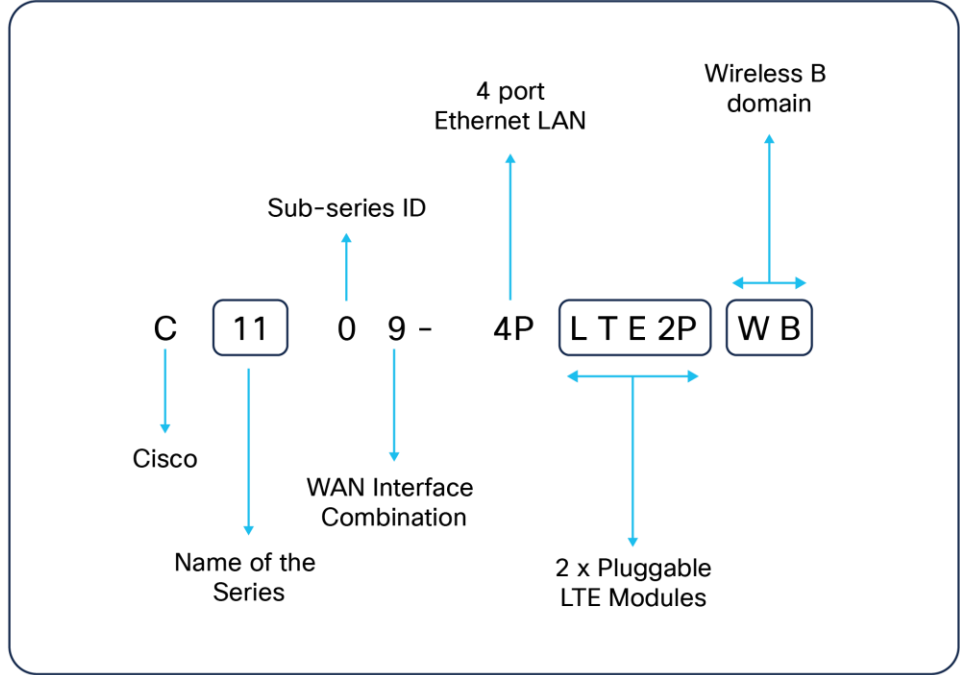 Wireless B
domain
4 port
Ethernet LAN
Sub-series ID
C 11 0 9 - 4P L T E 2P W B
Cisco
WAN Interface
Combination
Name of the
Series
2 x Pluggable
LTE Modules